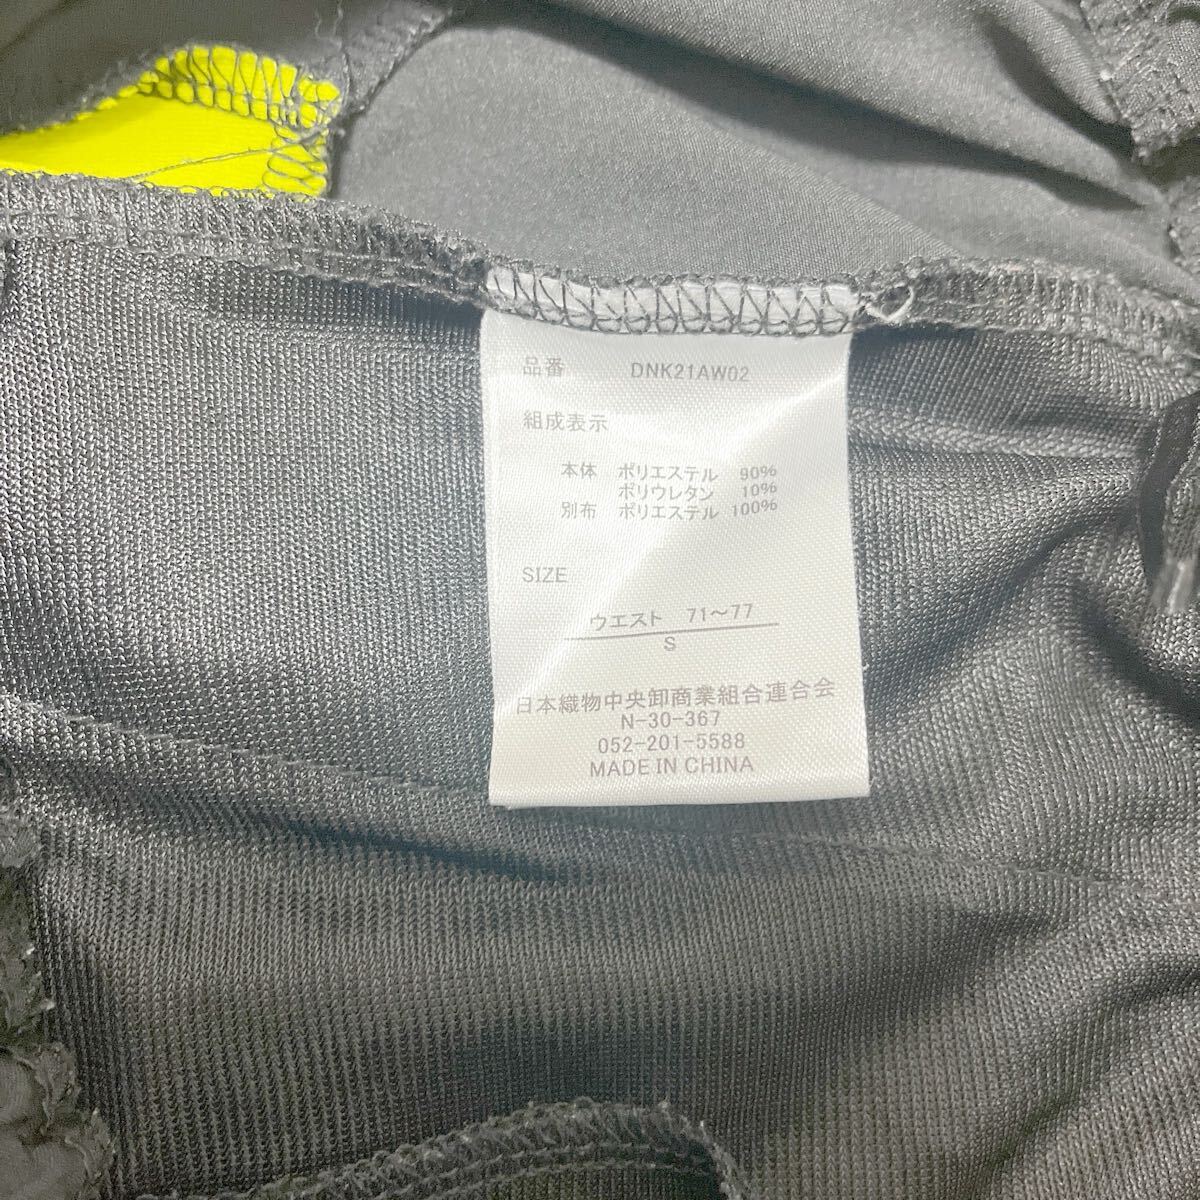 品番 DNK21AW02
組成表示
本体 ポリエステル 90%
ポリウレタン 10%
別布 ポリエステル 100%
SIZE
ウエスト 71～77
S
日本織物中央卸商業組合連合会
N-30-367
052-201-5588
MADE IN CHINA